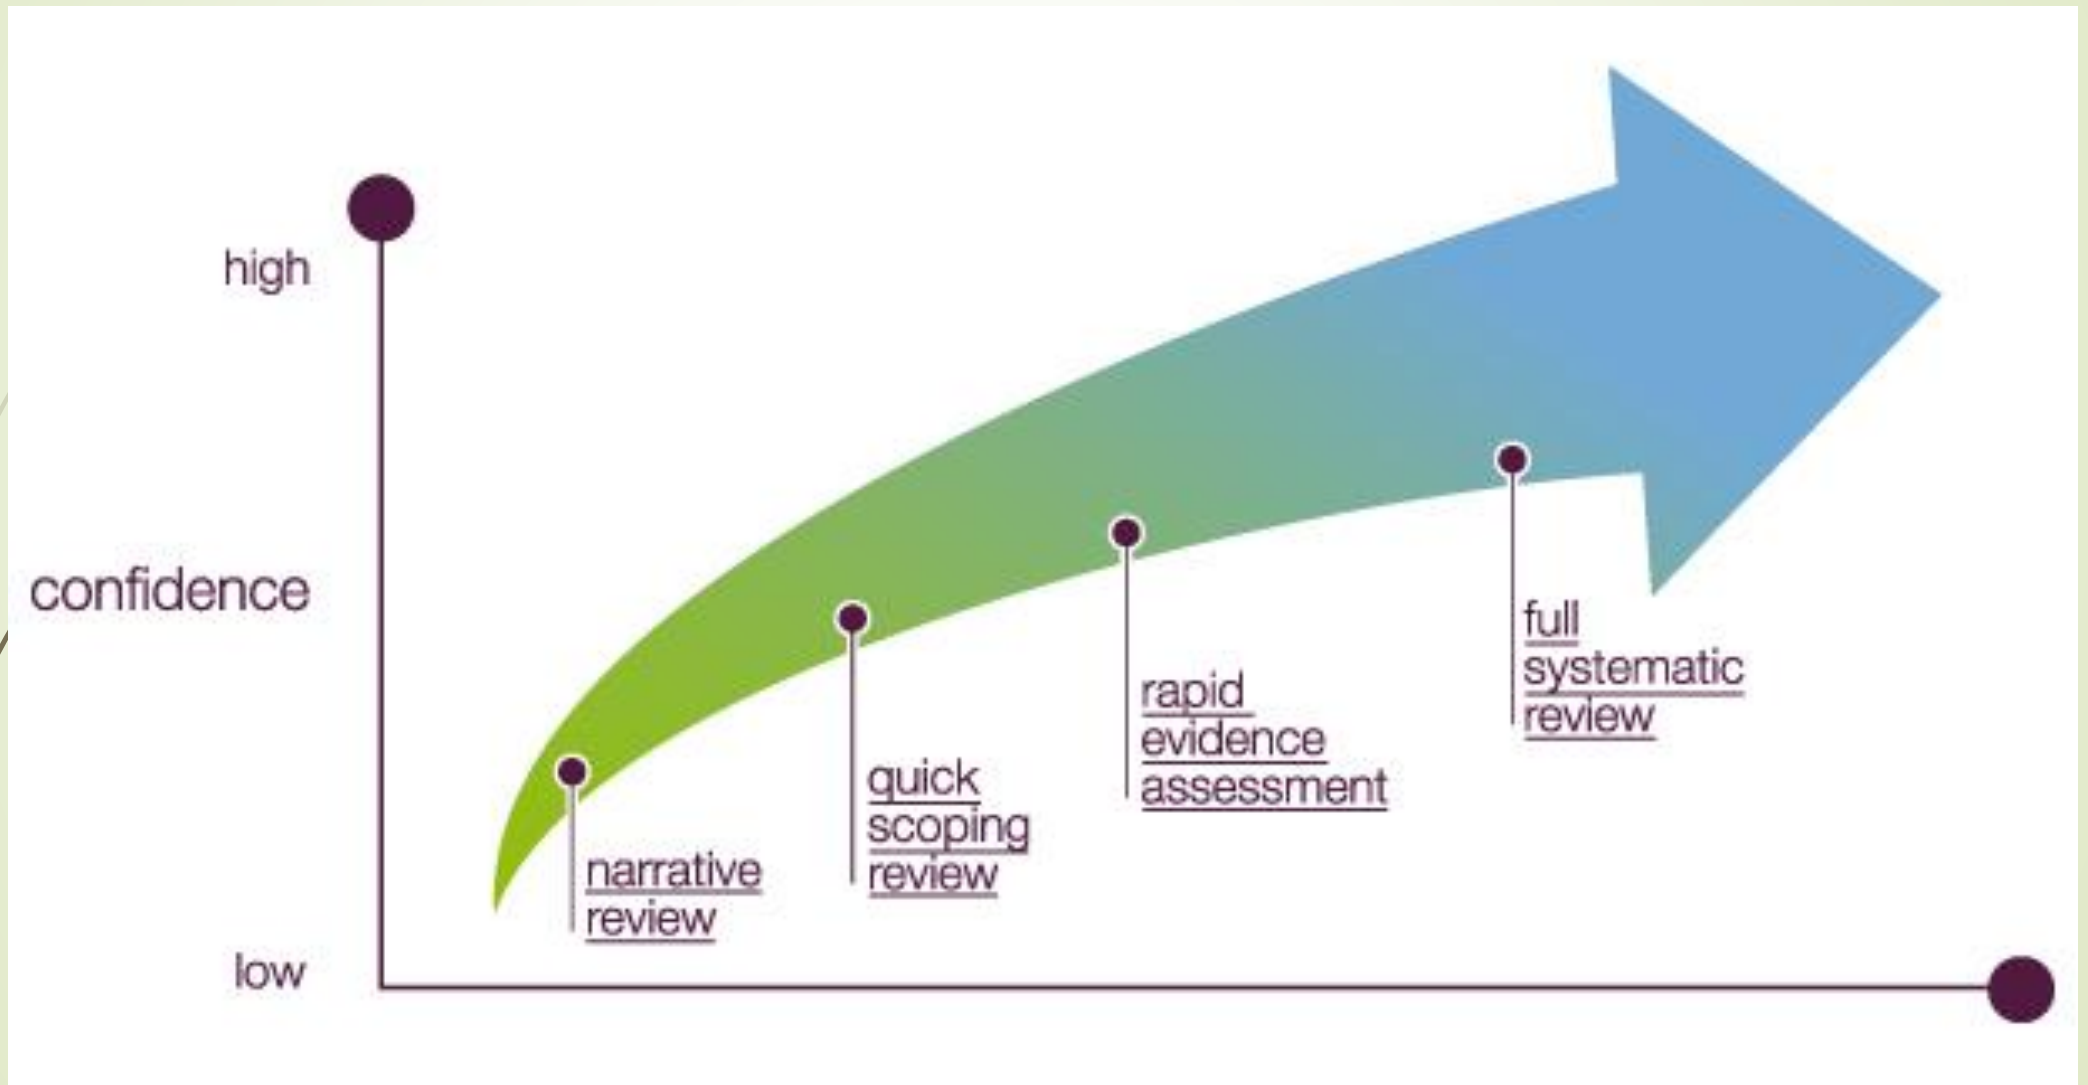 high
confidence
low
narrative
review
quick
scoping
review
rapid
evidence
assessment
full
systematic
review